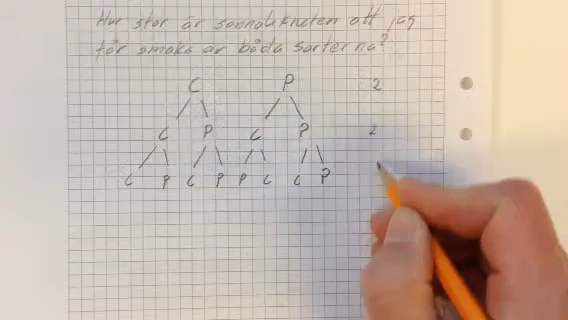 Hur stor är sannolikheten att jag
får smaka av båda sorterna?
C P 2
C P C P 2
C P C P P C C P